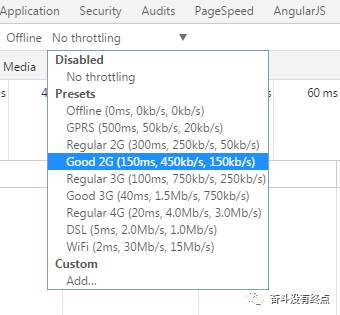 Application Security Audits PageSpeed AngularJS
Offline No throttling
Media
Disabled
No throttling
60 ms
Presets
Offline (0ms, 0kb/s, 0kb/s)
GPRS (500ms, 50kb/s, 20kb/s)
Regular 2G (300ms, 250kb/s, 50kb/s)
Good 2G (150ms, 450kb/s, 150kb/s)
Regular 3G (100ms, 750kb/s, 250kb/s)
Good 3G (40ms, 1.5Mb/s, 750kb/s)
Regular 4G (20ms, 4.0Mb/s, 3.0Mb/s)
DSL (5ms, 2.0Mb/s, 1.0Mb/s)
WiFi (2ms, 30Mb/s, 15Mb/s)
Custom
Add...
奋斗没有终点